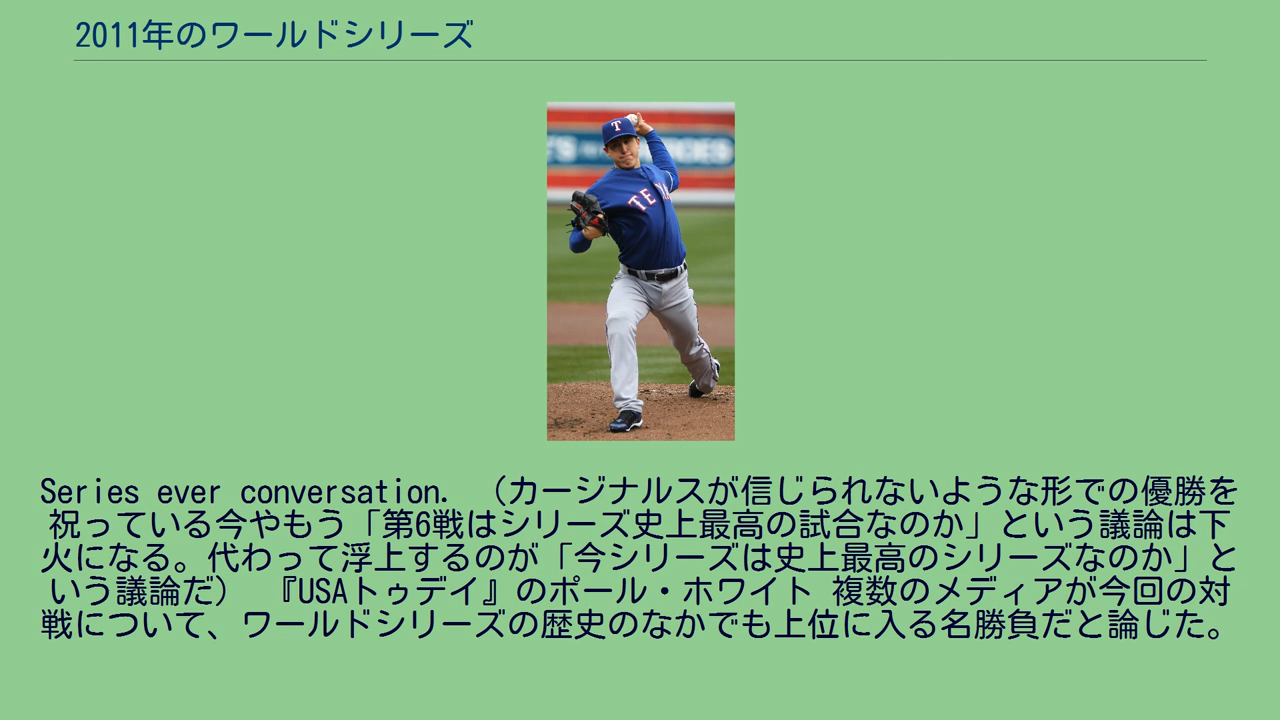 2011年のワールドシリーズ
T
TE
Series ever conversation. （カージナルスが信じられないような形での優勝を
祝っている今やもう「第6戦はシリーズ史上最高の試合なのか」という議論は下
火になる。代わって浮上するのが「今シリーズは史上最高のシリーズなのか」と
いう議論だ） 『USAトゥデイ』のポール・ホワイト 複数のメディアが今回の対
戦について、ワールドシリーズの歴史のなかでも上位に入る名勝負だと論じた。